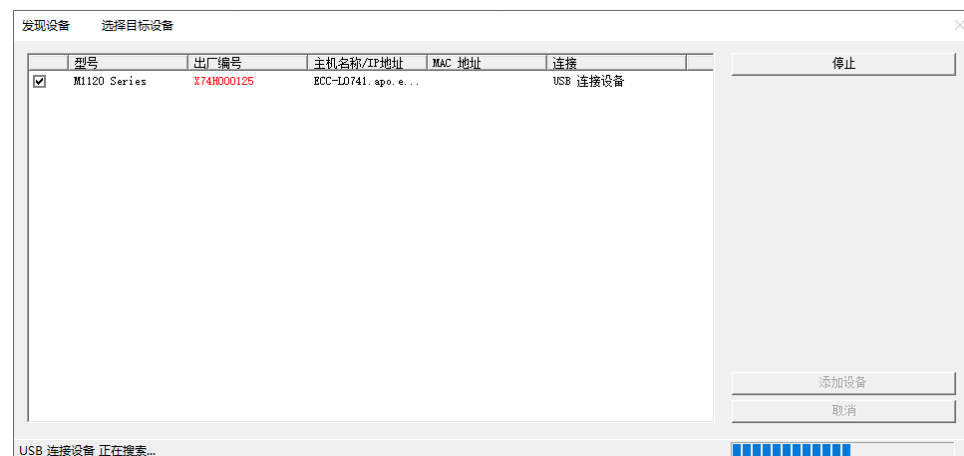 发现设备 选择目标设备
型号 出厂编号 主机名称/IP地址 MAC 地址 连接
停止
M1120 Series X74H000125 ECC-L0741.apo.e... USB 连接设备
添加设备
取消
USB 连接设备 正在搜索...